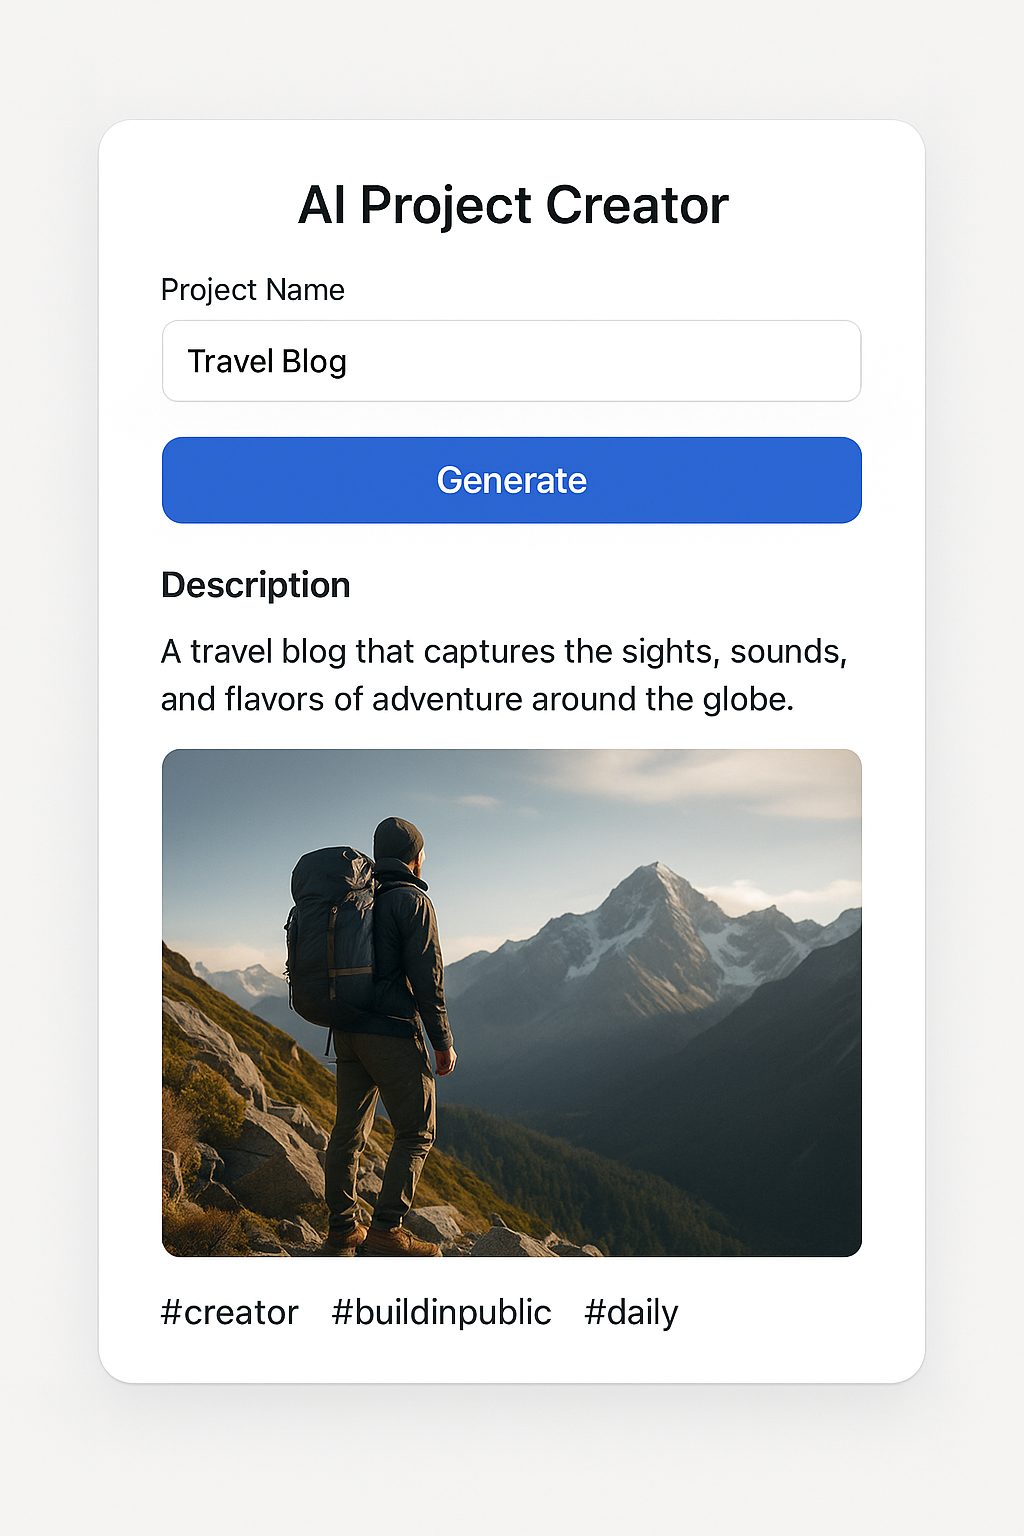 AI Project Creator
Project Name
Travel Blog
Generate
Description
A travel blog that captures the sights, sounds,
and flavors of adventure around the globe.
#creator #buildinpublic #daily